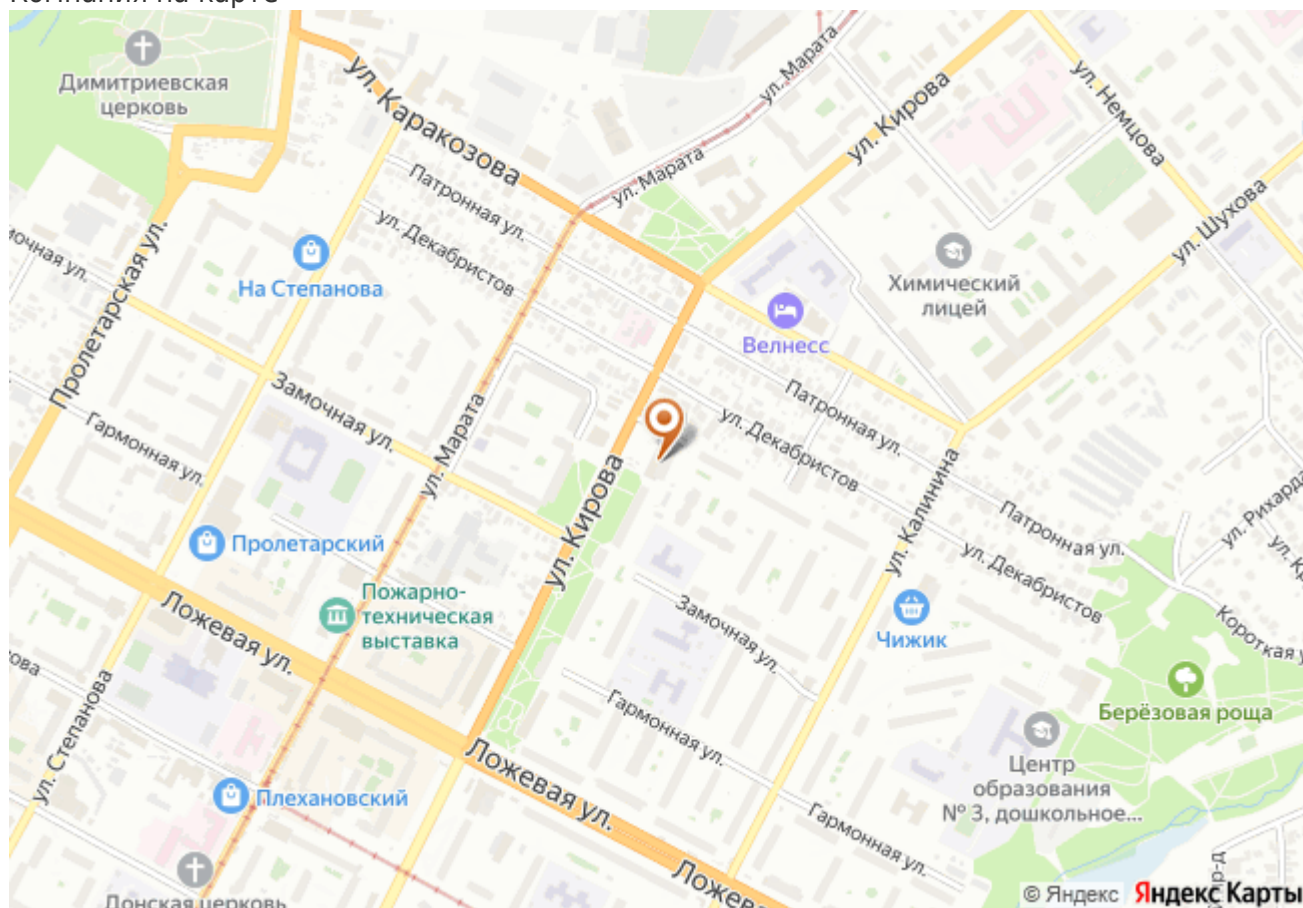 Компания на карте
Димитриевская
церковь
ул. Каракозова
ул. Марата
ул. Кирова
ул. Немцова
Патронная ул.
ул. Марата
ул. Шухова
ул. Декабристов
На Степанова
Пролетарская ул.
Химический
лицей
Велнесс
Замочная ул.
Гармонная ул.
ул. Марата
Патронная ул.
ул. Декабристов
ул. Кирова
ул. Калинина
Патронная ул.
ул. Декабристов
Пролетарский
Пожарно-
техническая
выставка
Ложевая ул.
Замочная ул.
Чижик
Короткая
Берёзовая роща
Гармонная ул.
ул. Степанова
Ложевая ул.
Центр
образования
№ 3, дошкольное...
Плехановский
Гармонная ул.
Донская церковь
© Яндекс Яндекс Карты